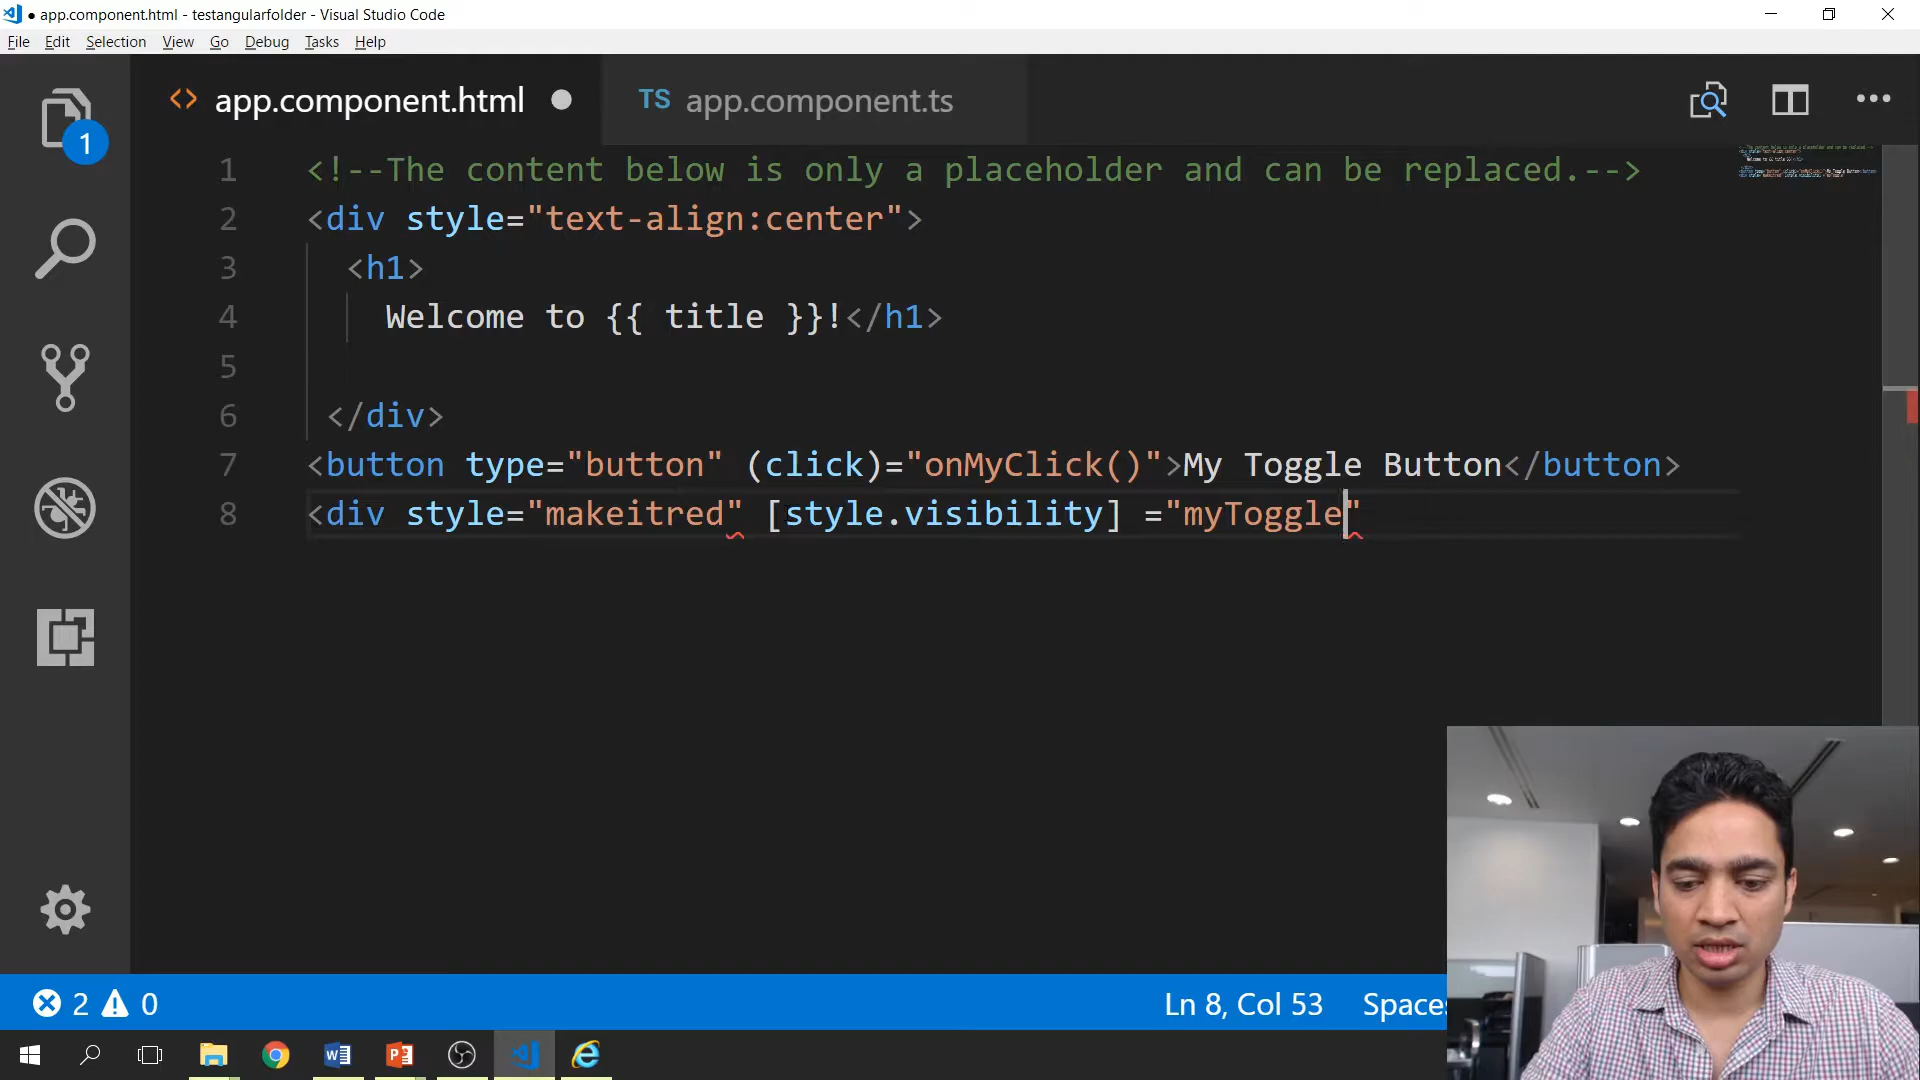 app.component.html - testangularfolder - Visual Studio Code
File Edit Selection View Go Debug Tasks Help
app.component.html
TS app.component.ts
1
1 <!--The content below is only a placeholder and can be replaced.-->
2 <div style="text-align:center">
3 <h1>
4 Welcome to {{ title }}!</h1>
5
6 </div>
7 <button type="button" (click)="onMyClick()">My Toggle Button</button>
8 <div style="makeitred" [style.visibility] ="myToggle"
2 0 Ln 8, Col 53 Spaces